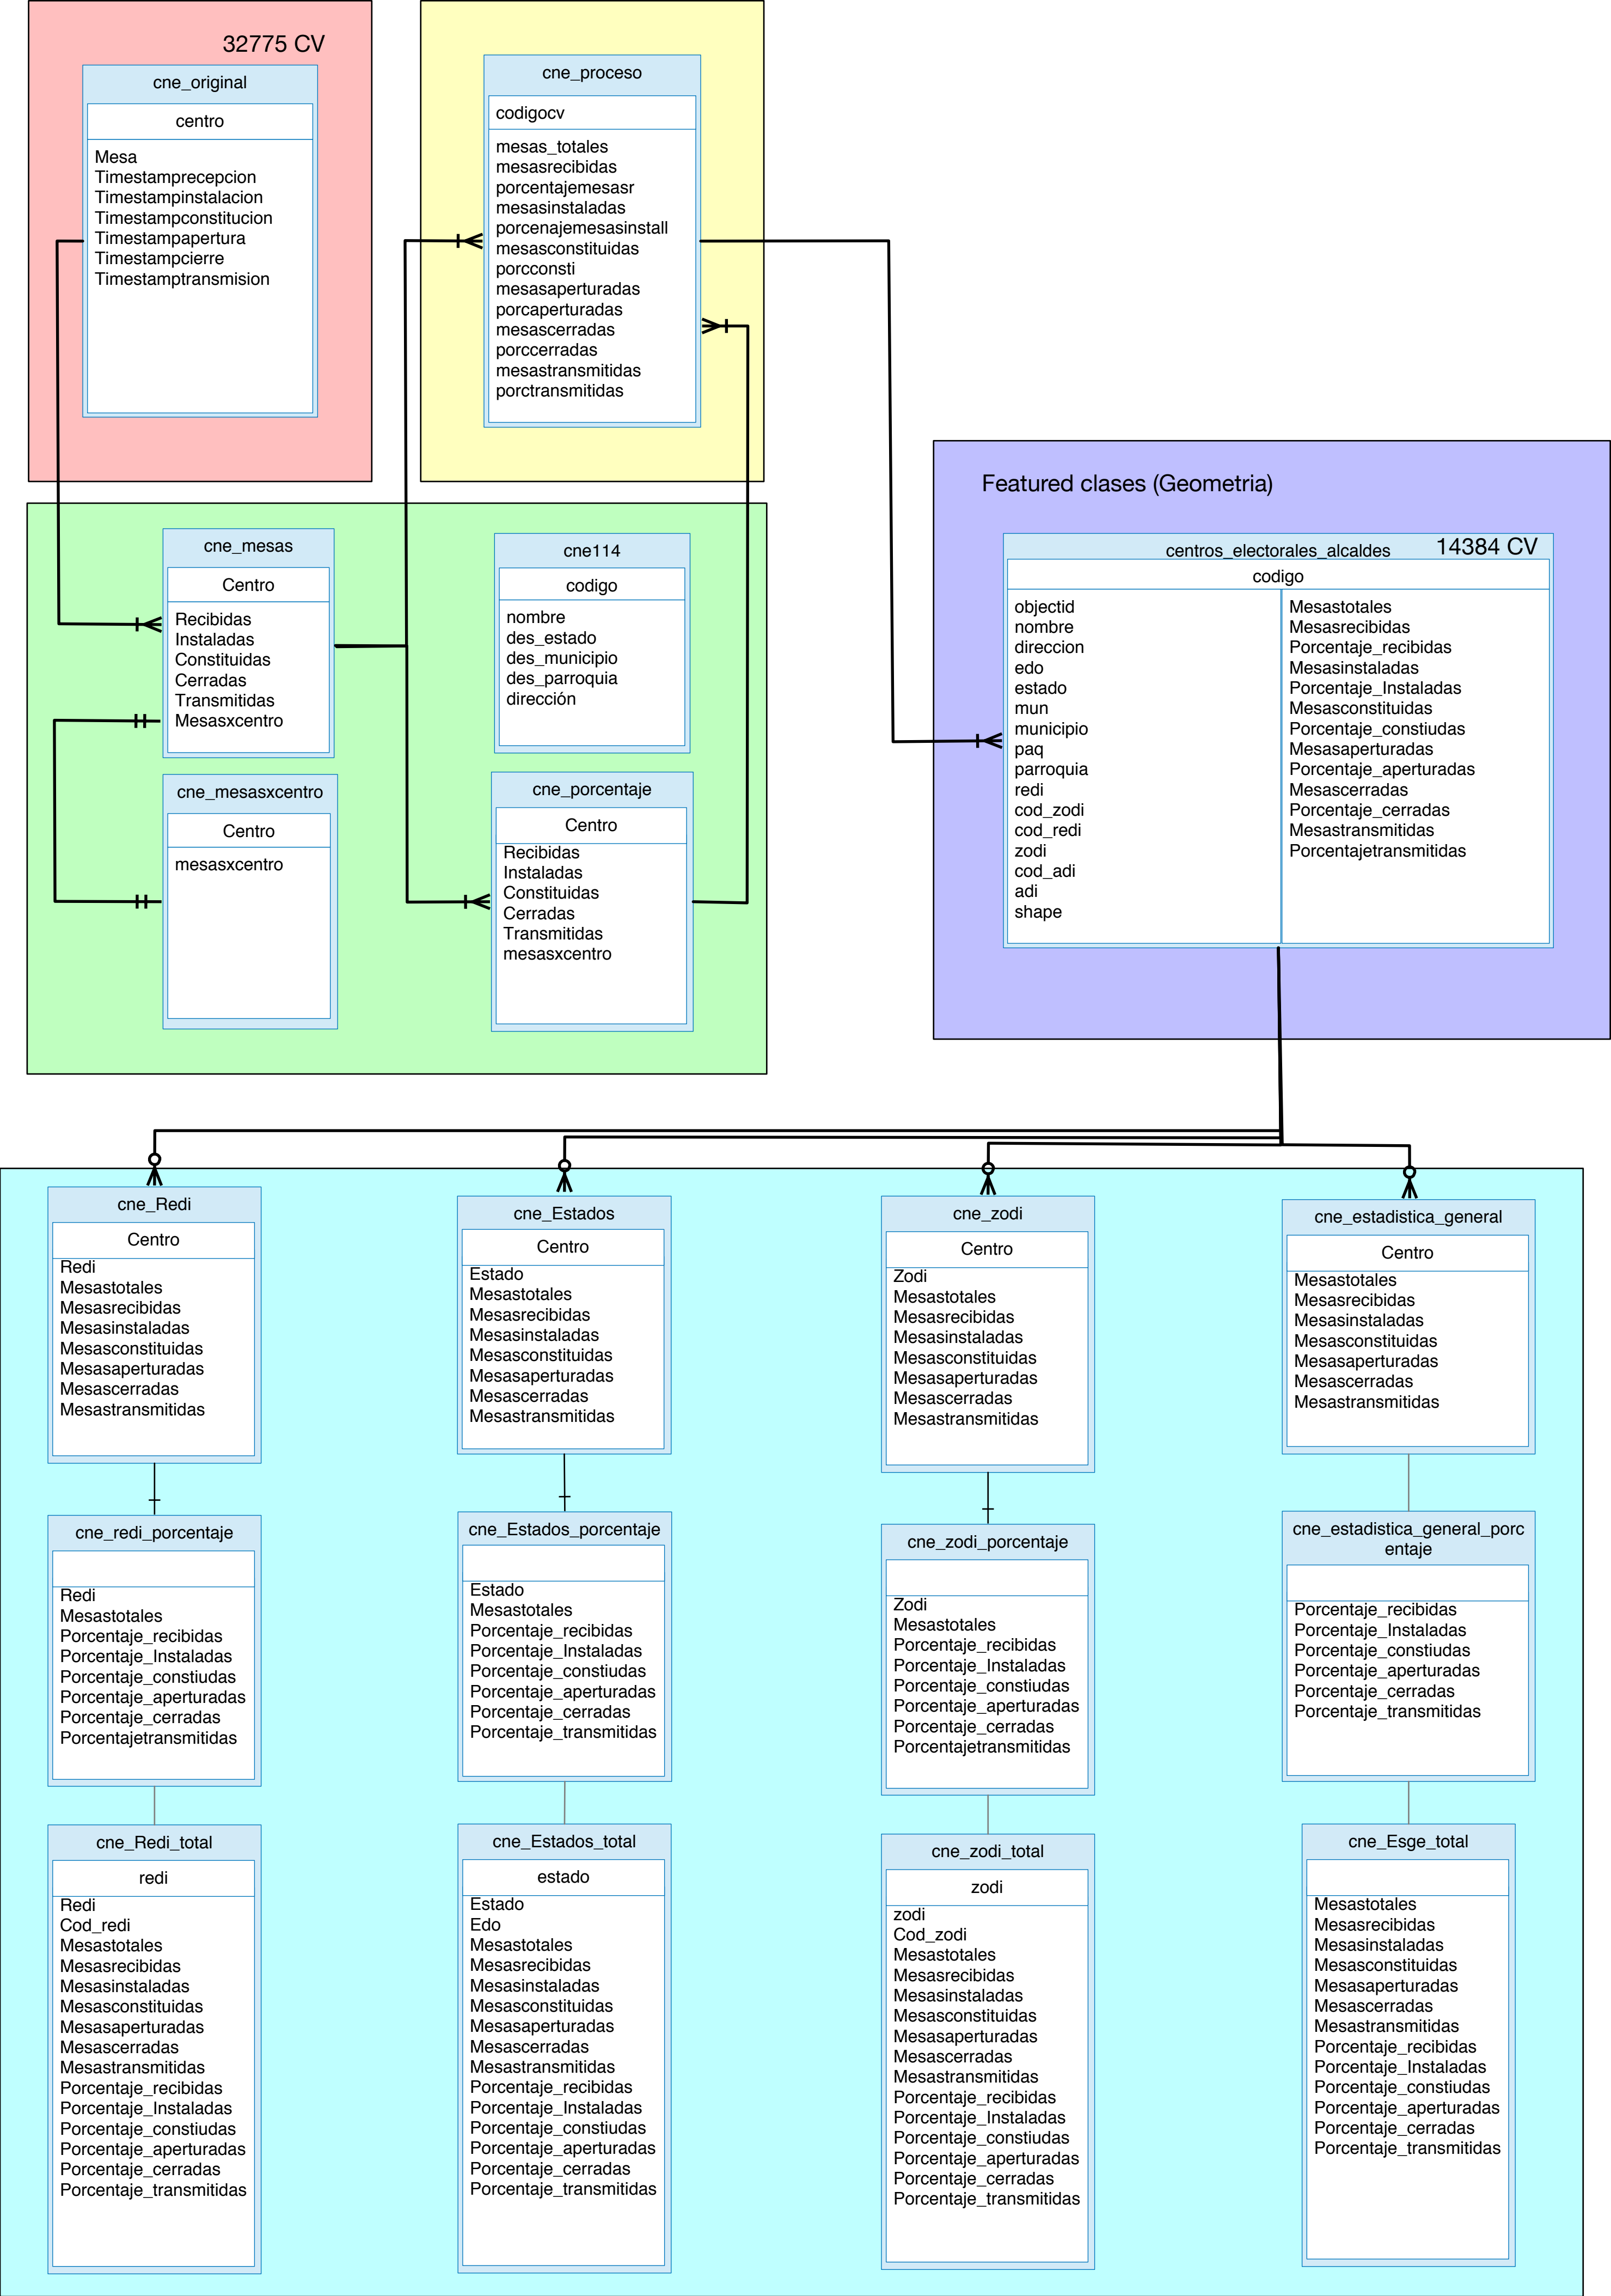 32775 CV
cne_original
centro
Mesa
Timestamprecepcion
Timestampinstalacion
Timestampconstitucion
Timestampapertura
Timestampcierre
Timestamptransmision
cne_proceso
codigocv
mesas_totales
mesasrecibidas
porcentajemesasr
mesasinstaladas
porcenajemesasinstall
mesasconstituidas
porcconsti
mesasaperturadas
porcaperturadas
mesascerradas
porccerradas
mesastransmitidas
porctransmitidas
cne_mesas
Centro
Recibidas
Instaladas
Constituidas
Cerradas
Transmitidas
Mesasxcentro
cne114
codigo
nombre
des_estado
des_municipio
des_parroquia
dirección
cne_mesasxcentro
Centro
mesasxcentro
cne_porcentaje
Centro
Recibidas
Instaladas
Constituidas
Cerradas
Transmitidas
mesasxcentro
Featured clases (Geometria)
centros_electorales_alcaldes
14384 CV
codigo
objectid
nombre
direccion
edo
estado
mun
municipio
paq
parroquia
redi
cod_zodi
cod_redi
zodi
cod_adi
adi
shape
Mesastotales
Mesasrecibidas
Porcentaje_recibidas
Mesasinstaladas
Porcentaje_Instaladas
Mesasconstituidas
Porcentaje_constiudas
Mesasaperturadas
Porcentaje_aperturadas
Mesascerradas
Porcentaje_cerradas
Mesastransmitidas
Porcentajetransmitidas
cne_Redi
Centro
Redi
Mesastotales
Mesasrecibidas
Mesasinstaladas
Mesasconstituidas
Mesasaperturadas
Mesascerradas
Mesastransmitidas
cne_Estados
Centro
Estado
Mesastotales
Mesasrecibidas
Mesasinstaladas
Mesasconstituidas
Mesasaperturadas
Mesascerradas
Mesastransmitidas
cne_zodi
Centro
Zodi
Mesastotales
Mesasrecibidas
Mesasinstaladas
Mesasconstituidas
Mesasaperturadas
Mesascerradas
Mesastransmitidas
cne_estadistica_general
Centro
Mesastotales
Mesasrecibidas
Mesasinstaladas
Mesasconstituidas
Mesasaperturadas
Mesascerradas
Mesastransmitidas
cne_redi_porcentaje
Redi
Mesastotales
Porcentaje_recibidas
Porcentaje_Instaladas
Porcentaje_constiudas
Porcentaje_aperturadas
Porcentaje_cerradas
Porcentajetransmitidas
cne_Estados_porcentaje
Estado
Mesastotales
Porcentaje_recibidas
Porcentaje_Instaladas
Porcentaje_constiudas
Porcentaje_aperturadas
Porcentaje_cerradas
Porcentaje_transmitidas
cne_zodi_porcentaje
Zodi
Mesastotales
Porcentaje_recibidas
Porcentaje_Instaladas
Porcentaje_constiudas
Porcentaje_aperturadas
Porcentaje_cerradas
Porcentajetransmitidas
cne_estadistica_general_porc
entaje
Porcentaje_recibidas
Porcentaje_Instaladas
Porcentaje_constiudas
Porcentaje_aperturadas
Porcentaje_cerradas
Porcentaje_transmitidas
cne_Redi_total
redi
Redi
Cod_redi
Mesastotales
Mesasrecibidas
Mesasinstaladas
Mesasconstituidas
Mesasaperturadas
Mesascerradas
Mesastransmitidas
Porcentaje_recibidas
Porcentaje_Instaladas
Porcentaje_constiudas
Porcentaje_aperturadas
Porcentaje_cerradas
Porcentaje_transmitidas
cne_Estados_total
estado
Estado
Edo
Mesastotales
Mesasrecibidas
Mesasinstaladas
Mesasconstituidas
Mesasaperturadas
Mesascerradas
Mesastransmitidas
Porcentaje_recibidas
Porcentaje_Instaladas
Porcentaje_constiudas
Porcentaje_aperturadas
Porcentaje_cerradas
Porcentaje_transmitidas
cne_zodi_total
zodi
zodi
Cod_zodi
Mesastotales
Mesasrecibidas
Mesasinstaladas
Mesasconstituidas
Mesasaperturadas
Mesascerradas
Mesastransmitidas
Porcentaje_recibidas
Porcentaje_Instaladas
Porcentaje_constiudas
Porcentaje_aperturadas
Porcentaje_cerradas
Porcentaje_transmitidas
cne_Esge_total
Mesastotales
Mesasrecibidas
Mesasinstaladas
Mesasconstituidas
Mesasaperturadas
Mesascerradas
Mesastransmitidas
Porcentaje_recibidas
Porcentaje_Instaladas
Porcentaje_constiudas
Porcentaje_aperturadas
Porcentaje_cerradas
Porcentaje_transmitidas